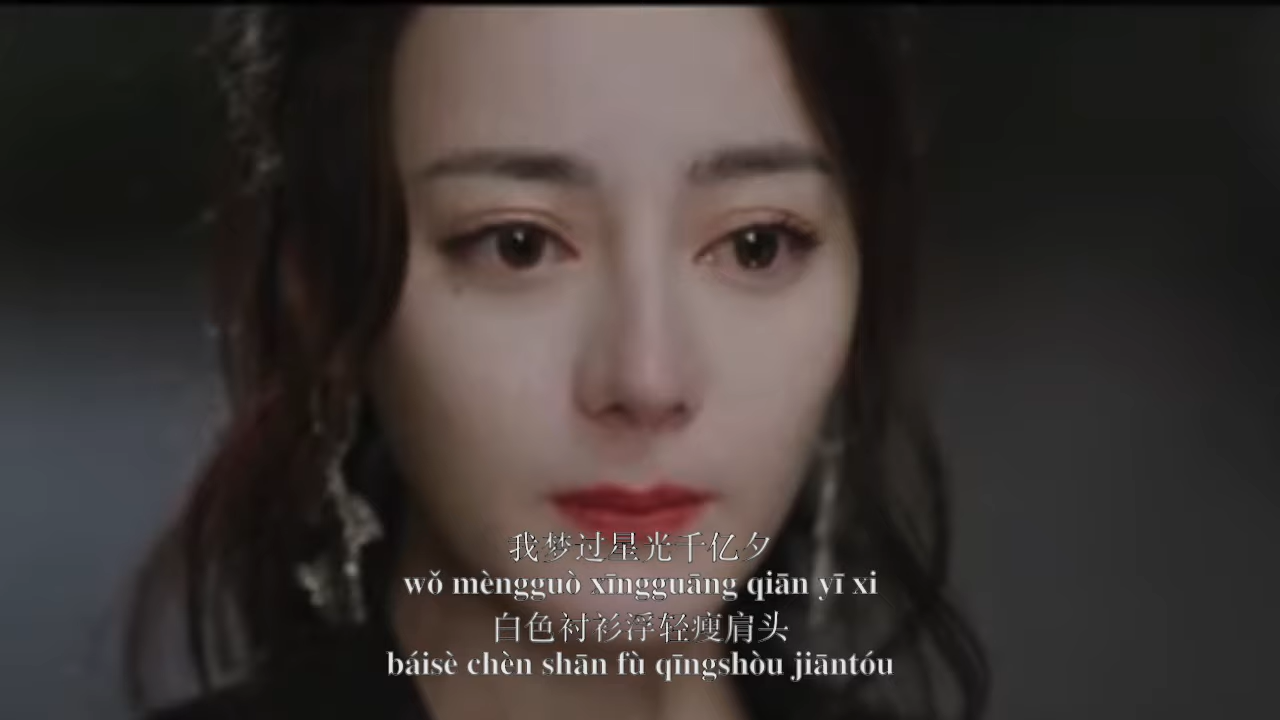 我梦过星光千亿夕
wǒ mèngguò xīngguāng qiān yī xi
白色衬衫浮轻瘦肩头
báisè chèn shān fù qīngshòu jiāntóu